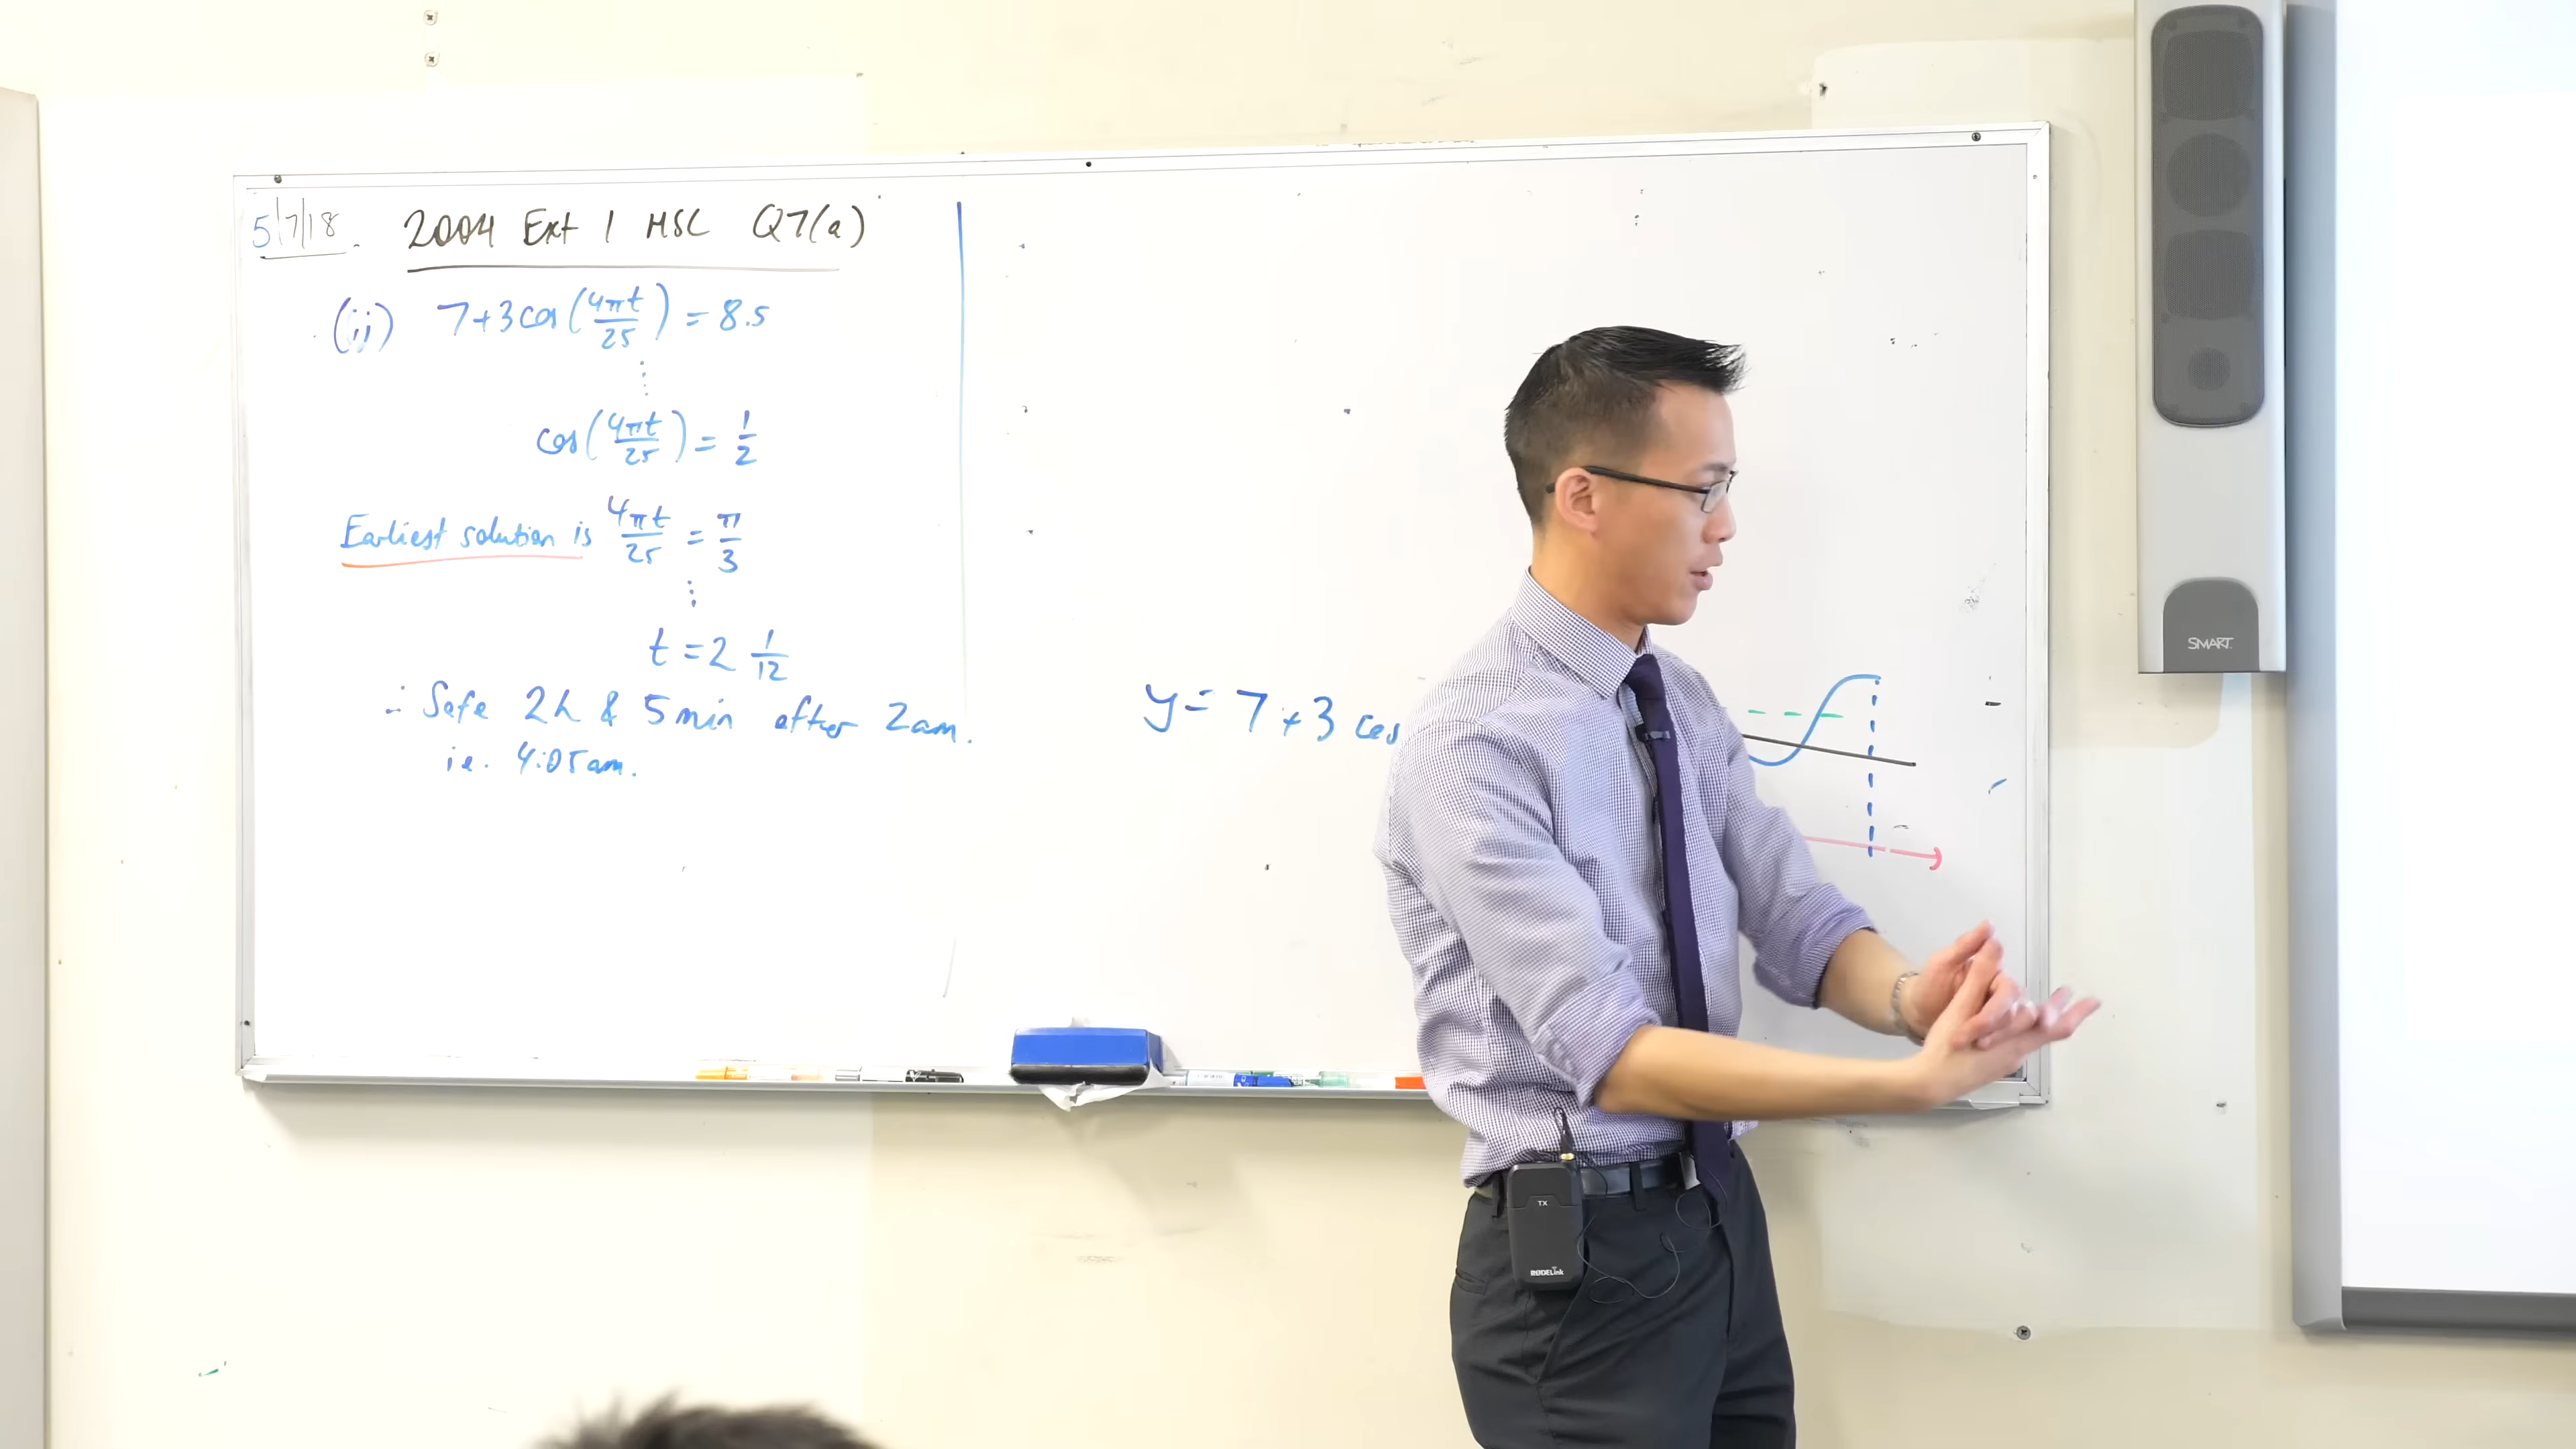 5/7/18. 2004 Ext 1 HSC Q7(a)
(ii) 7+3cos(4πt/25) = 8.5
⋮
cos(4πt/25) = 1/2
Earliest solution is 4πt/25 = π/3
⋮
t = 2 1/12
∴ Safe 2h & 5min after 2am.
i.e. 4:05am.
y = 7 + 3 cos
SMART
TX
RØDELink